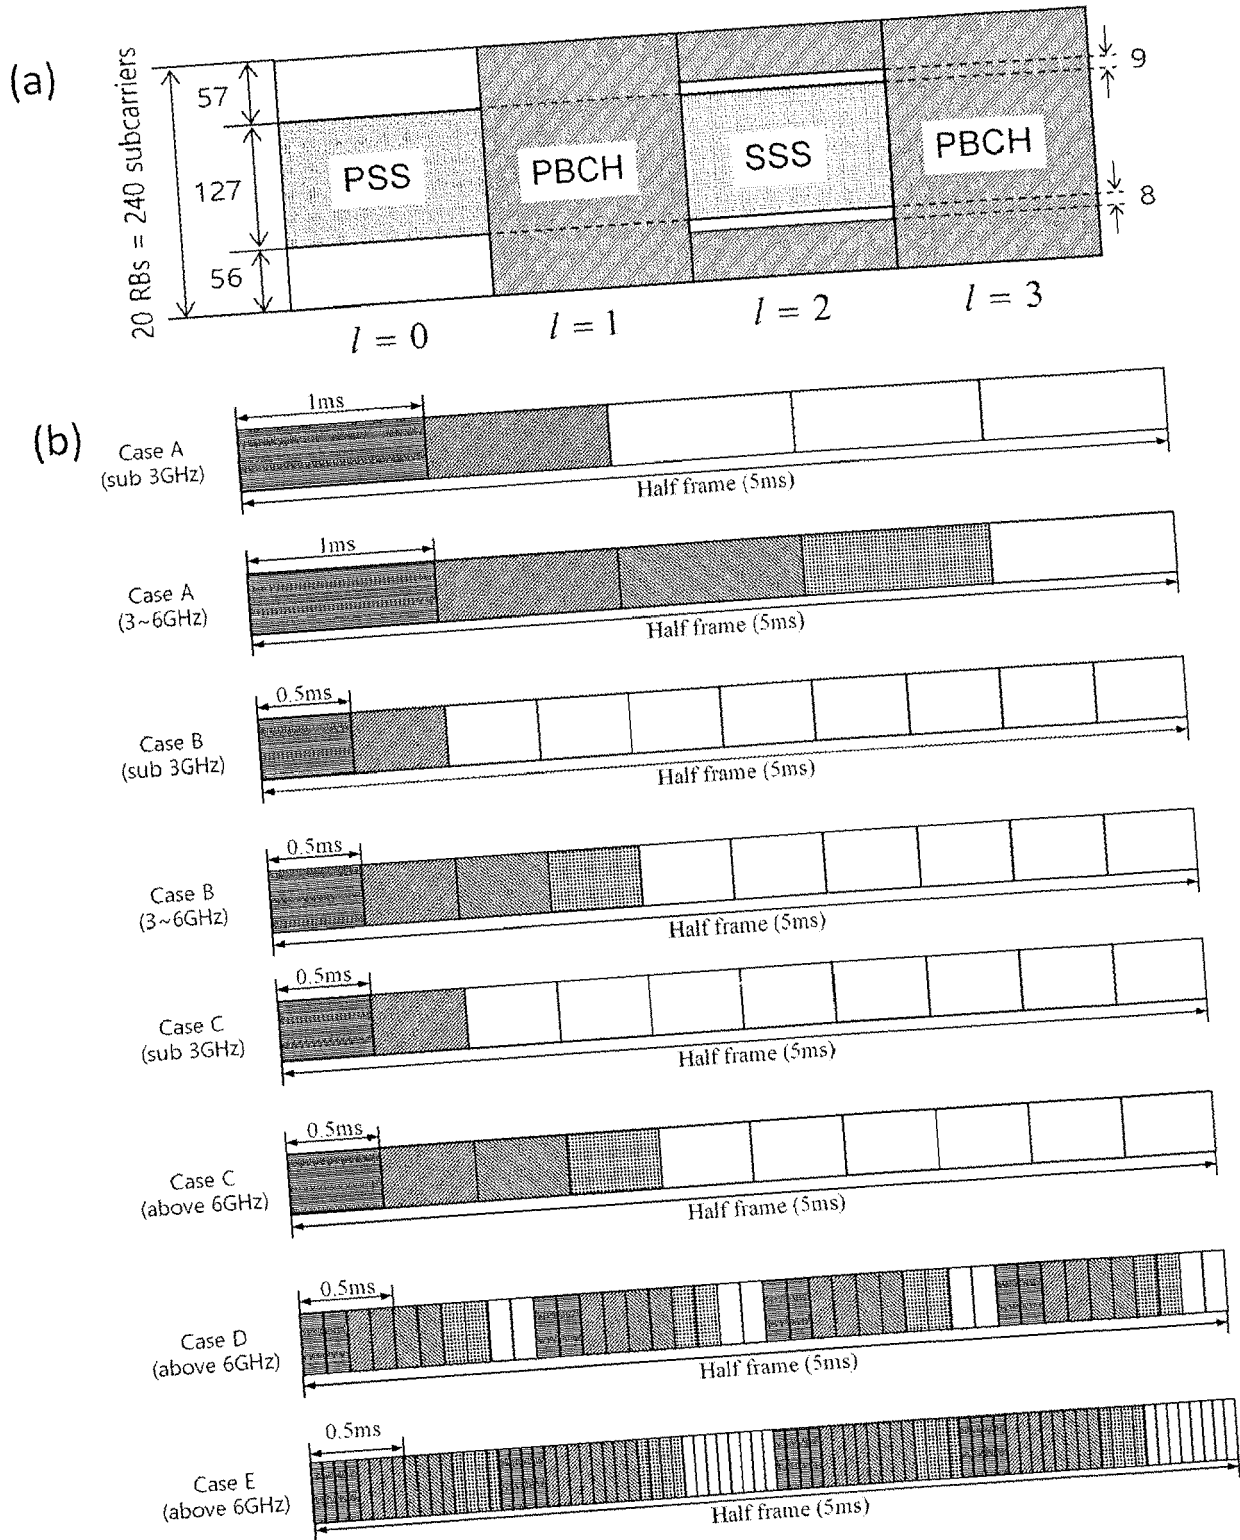 (a)
20 RBs = 240 subcarriers
57
127
56
PSS
PBCH
SSS
PBCH
9
8
l = 0
l = 1
l = 2
l = 3
(b)
Case A
(sub 3GHz)
1ms
Half frame (5ms)
Case A
(3~6GHz)
1ms
Half frame (5ms)
Case B
(sub 3GHz)
0.5ms
Half frame (5ms)
Case B
(3~6GHz)
0.5ms
Half frame (5ms)
Case C
(sub 3GHz)
0.5ms
Half frame (5ms)
Case C
(above 6GHz)
0.5ms
Half frame (5ms)
Case D
(above 6GHz)
0.5ms
Half frame (5ms)
Case E
(above 6GHz)
0.5ms
Half frame (5ms)